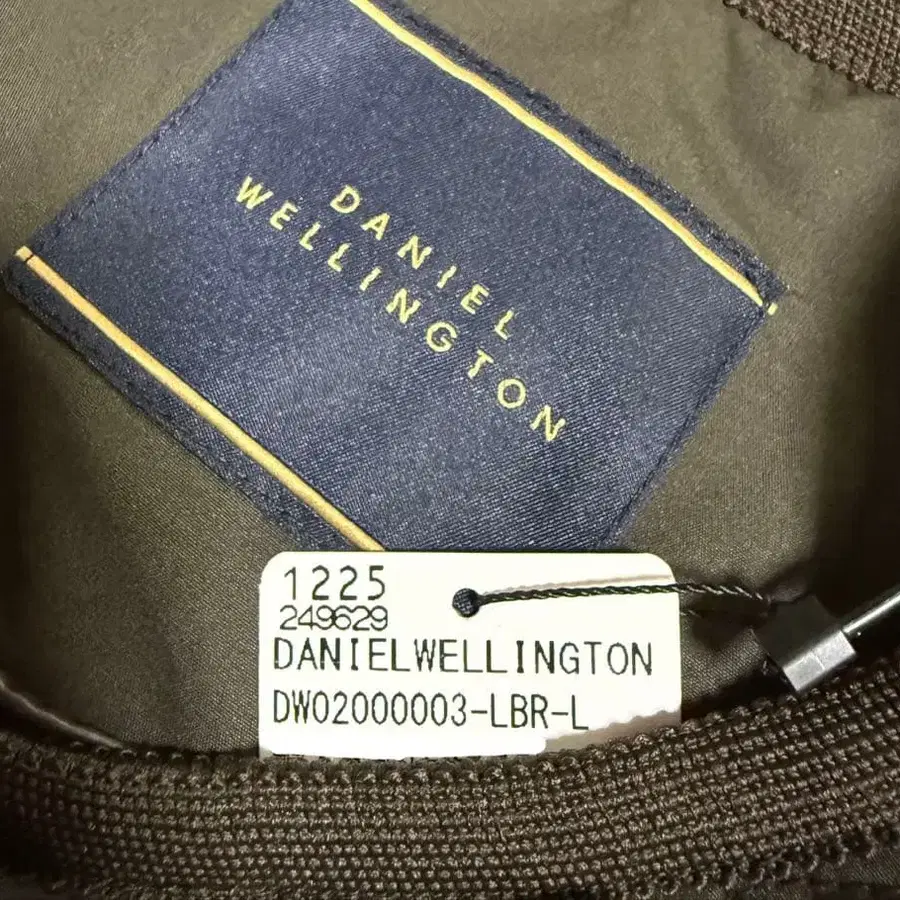 DANIEL
WELLINGTON
1225
249629
DANIELWELLINGTON
DW02000003-LBR-L